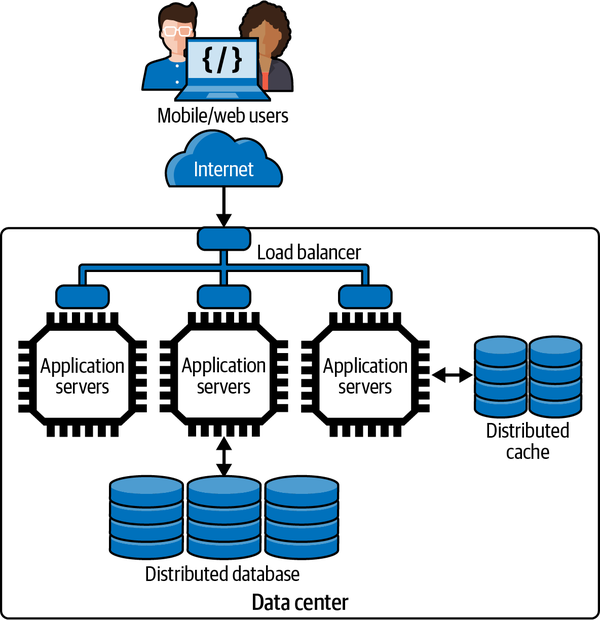 {/}
Mobile/web users
Internet
Load balancer
Application
servers
Application
servers
Application
servers
Distributed
cache
Distributed database
Data center